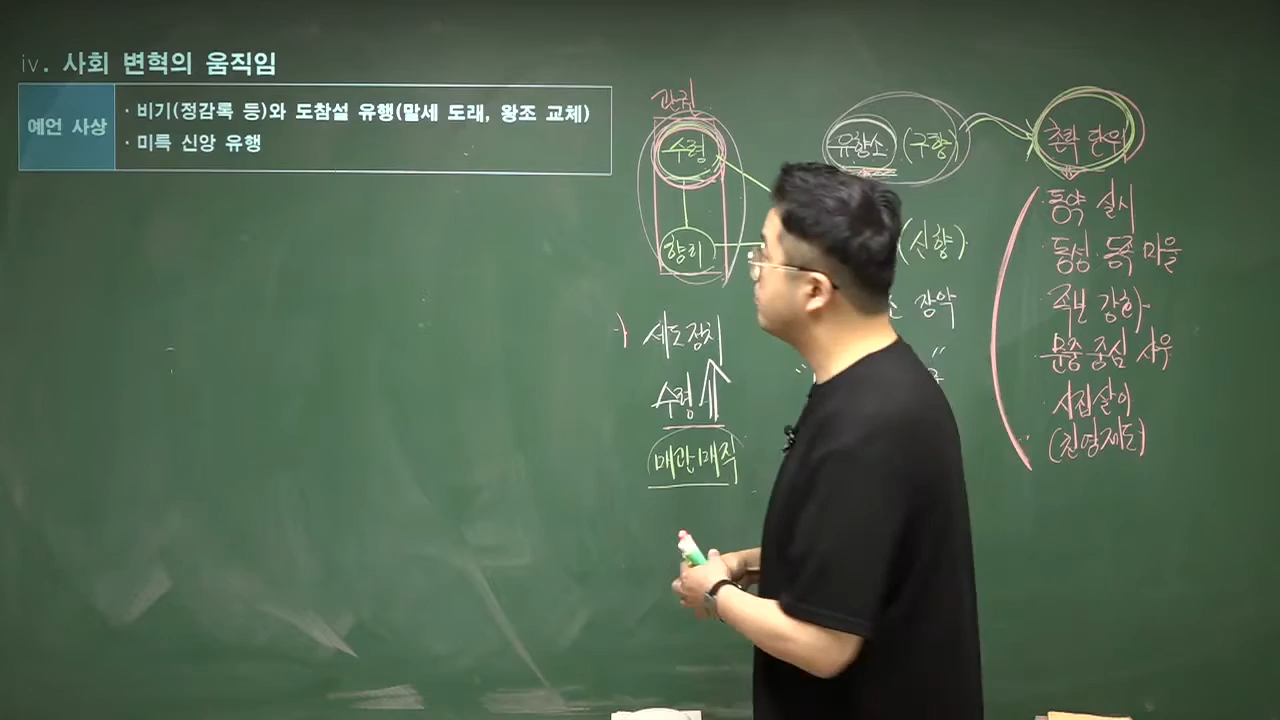 iv. 사회 변혁의 움직임
예언 사상
· 비기(정감록 등)와 도참설 유행(말세 도래, 왕조 교체)
· 미륵 신앙 유행
관권
수령
향리
세도정치
수령
매관매직
유향소 (구향)
(신향)
장악
촌락 단위
동약 실시
동성·동족 마을
족보 강화
문중 중심 사우
시집살이
(친영제도)